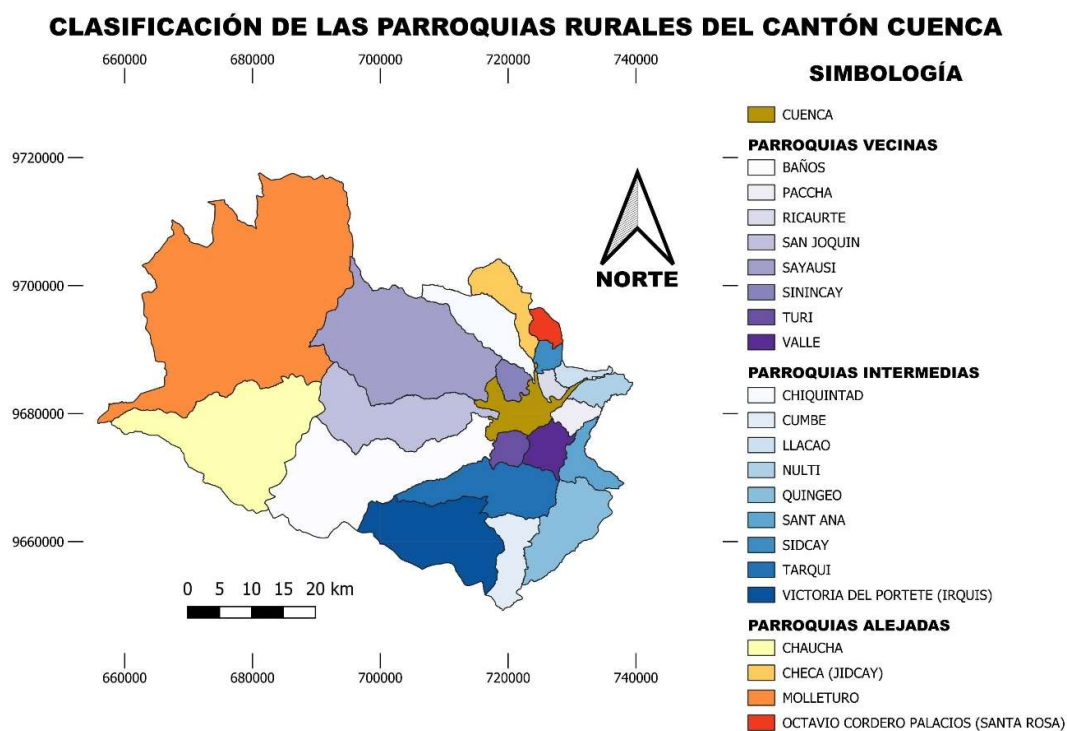 CLASIFICACIÓN DE LAS PARROQUIAS RURALES DEL CANTÓN CUENCA
660000 680000 700000 720000 740000
9720000
9700000
9680000
9660000
NORTE
0 5 10 15 20 km
660000 680000 700000 720000 740000
SIMBOLOGÍA
CUENCA
PARROQUIAS VECINAS
BAÑOS
PACCHA
RICAURTE
SAN JOQUIN
SAYAUSI
SININCAY
TURI
VALLE
PARROQUIAS INTERMEDIAS
CHIQUINTAD
CUMBE
LLACAO
NULTI
QUINGEO
SANT ANA
SIDCAY
TARQUI
VICTORIA DEL PORTETE (IRQUIS)
PARROQUIAS ALEJADAS
CHAUCHA
CHECA (JIDCAY)
MOLLETURO
OCTAVIO CORDERO PALACIOS (SANTA ROSA)